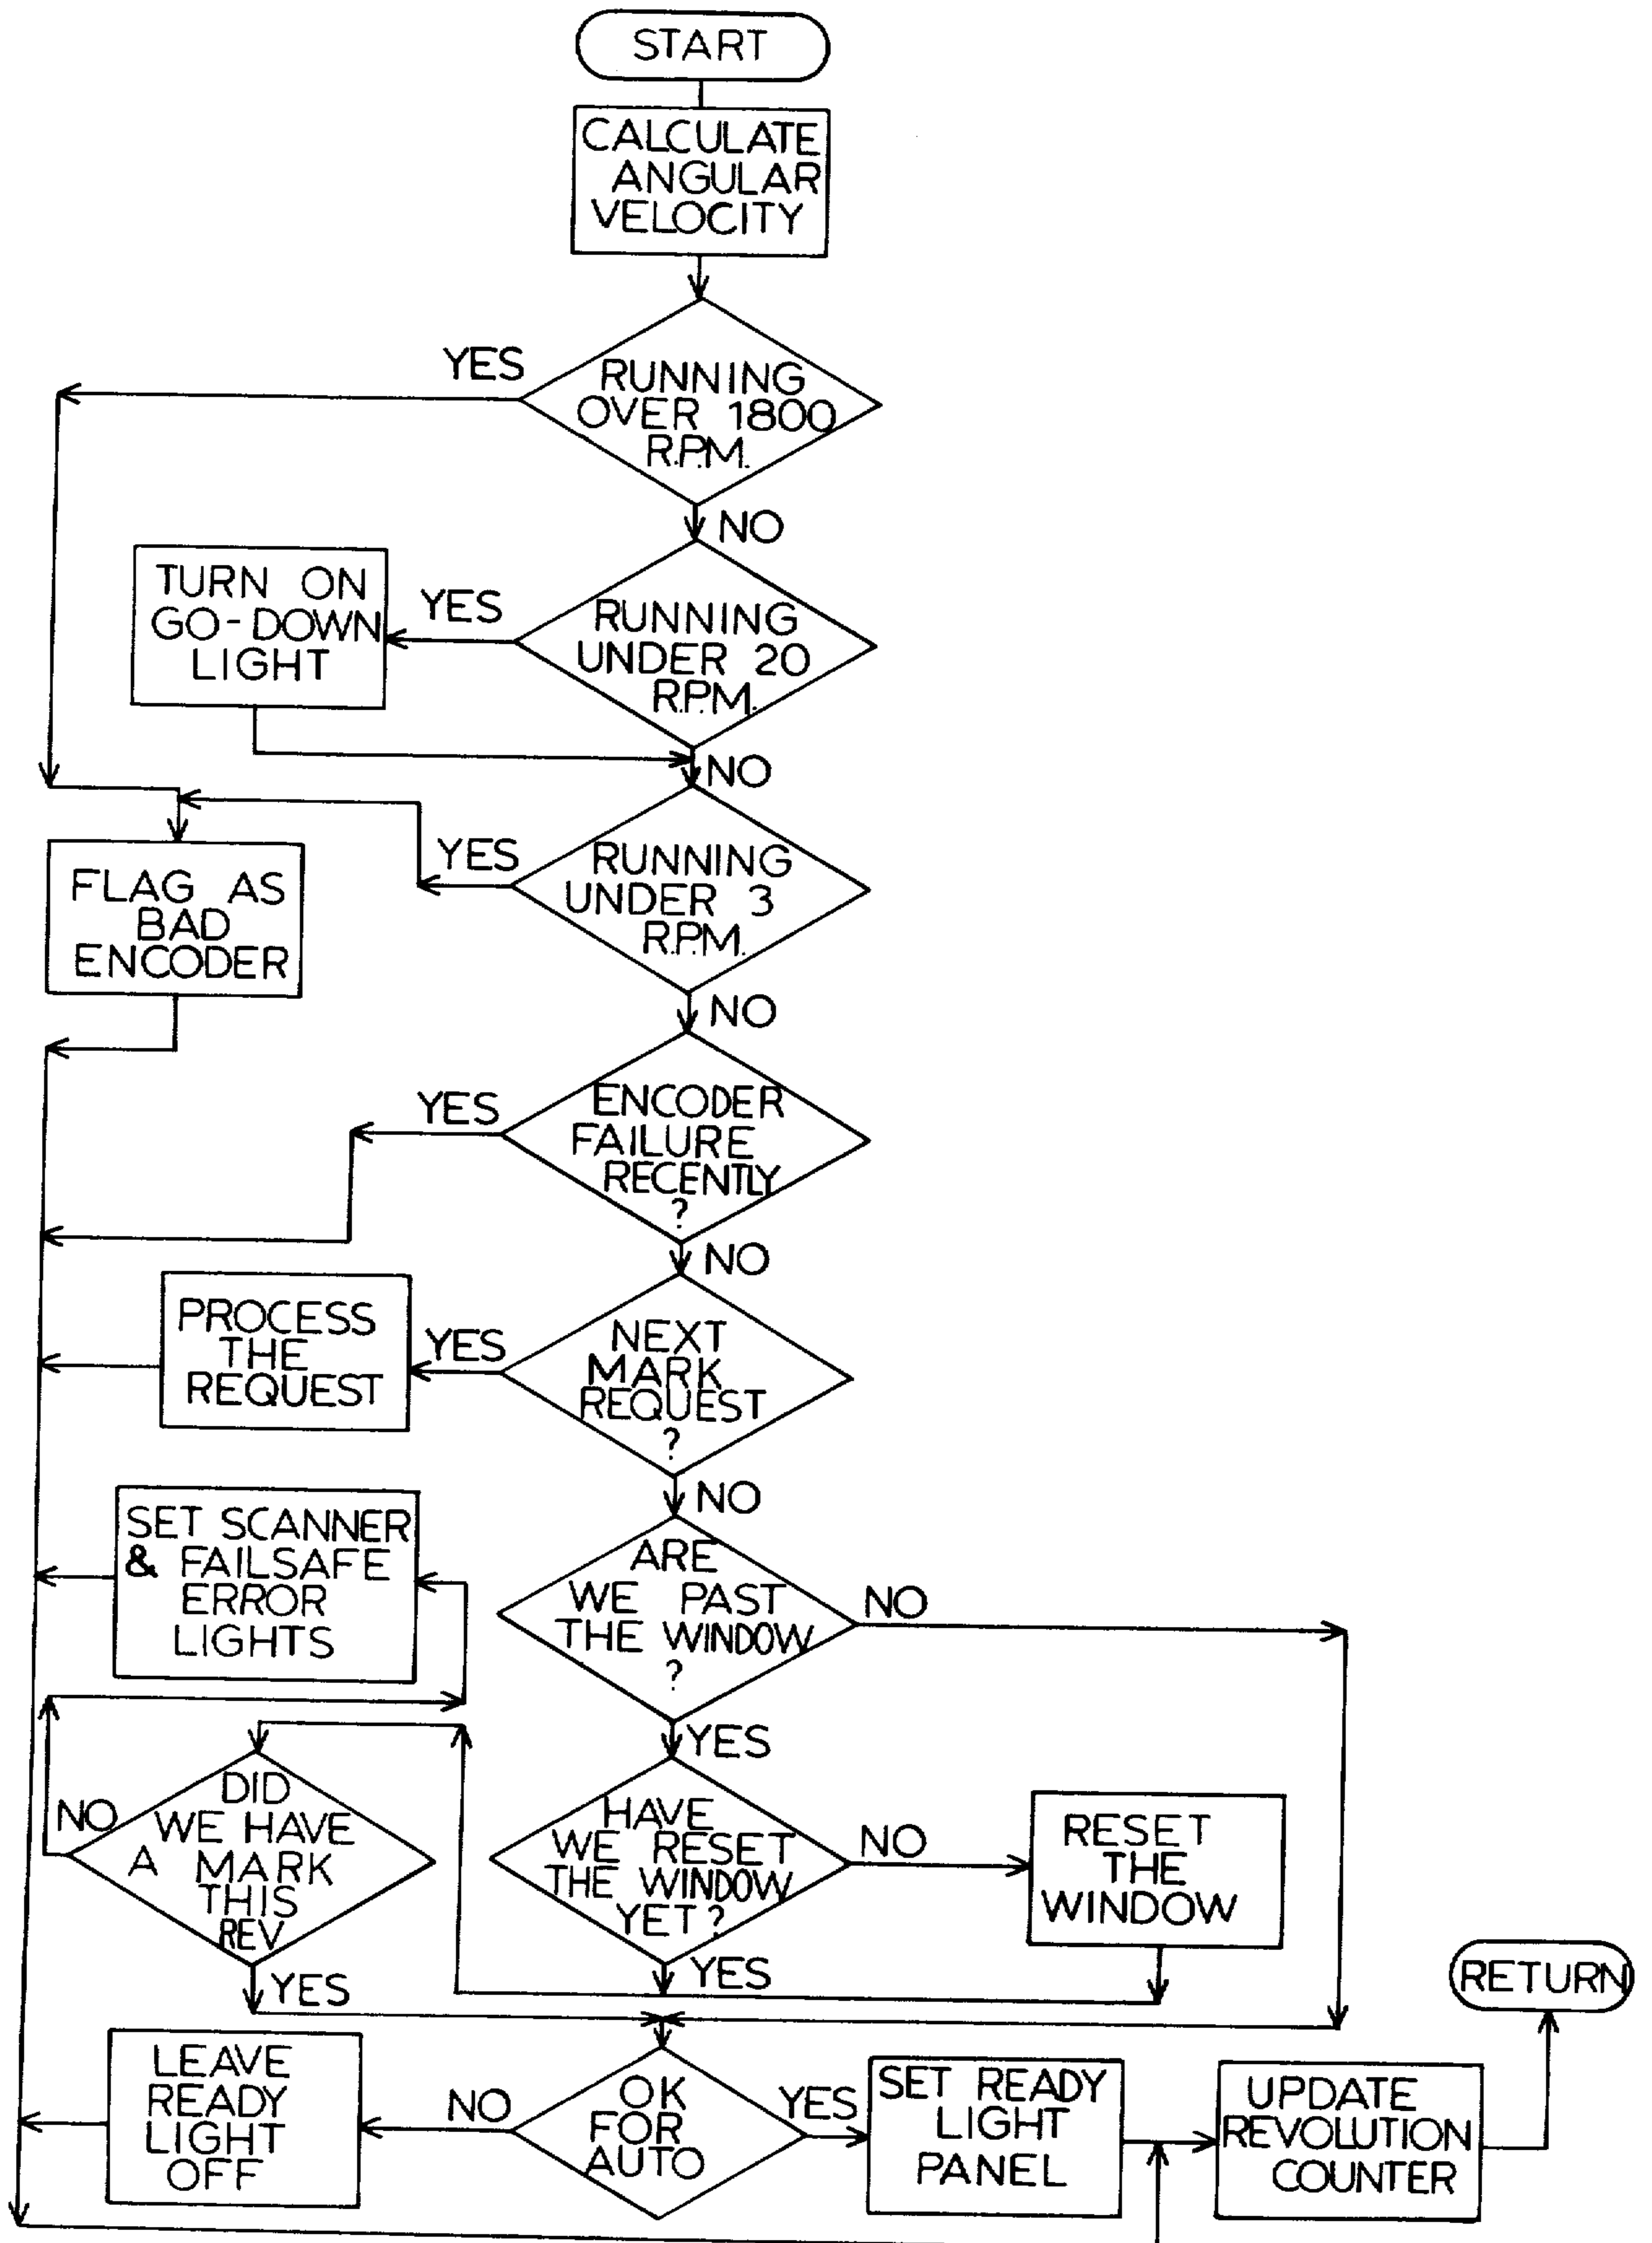 START
CALCULATE
ANGULAR
VELOCITY
YES
RUNNING
OVER 1800
R.P.M.
NO
TURN ON
GO-DOWN
LIGHT
YES
RUNNING
UNDER 20
R.P.M.
NO
FLAG AS
BAD
ENCODER
YES
RUNNING
UNDER 3
R.P.M.
NO
YES
ENCODER
FAILURE
RECENTLY
?
NO
PROCESS
THE
REQUEST
YES
NEXT
MARK
REQUEST
?
NO
SET SCANNER
& FAILSAFE
ERROR
LIGHTS
ARE
WE PAST
THE WINDOW
?
NO
YES
NO
DID
WE HAVE
A MARK
THIS
REV
YES
HAVE
WE RESET
THE WINDOW
YET?
NO
YES
RESET
THE
WINDOW
RETURN
LEAVE
READY
LIGHT
OFF
NO
OK
FOR
AUTO
YES
SET READY
LIGHT
PANEL
UPDATE
REVOLUTION
COUNTER